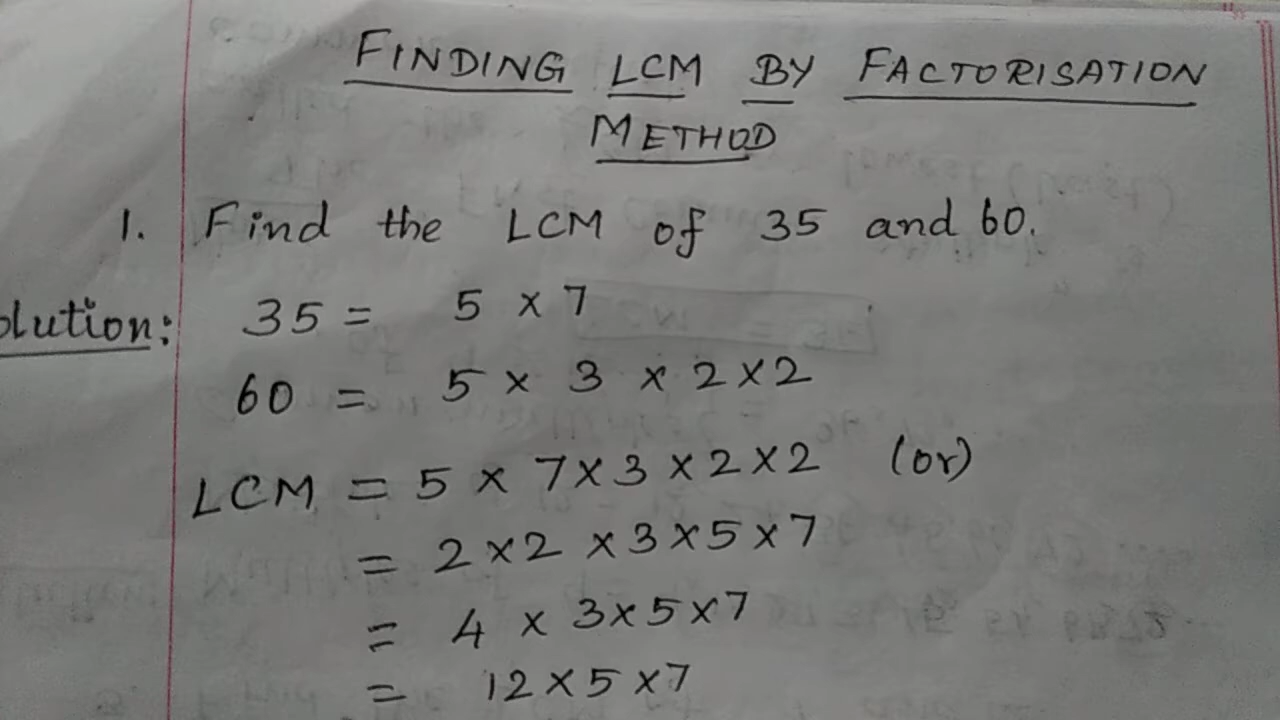 FINDING LCM BY FACTORISATION
METHOD
1. Find the LCM of 35 and 60.
olution: 35 = 5 × 7
60 = 5 × 3 × 2 × 2
LCM = 5 × 7 × 3 × 2 × 2 (or)
= 2 × 2 × 3 × 5 × 7
= 4 × 3 × 5 × 7
= 12 × 5 × 7